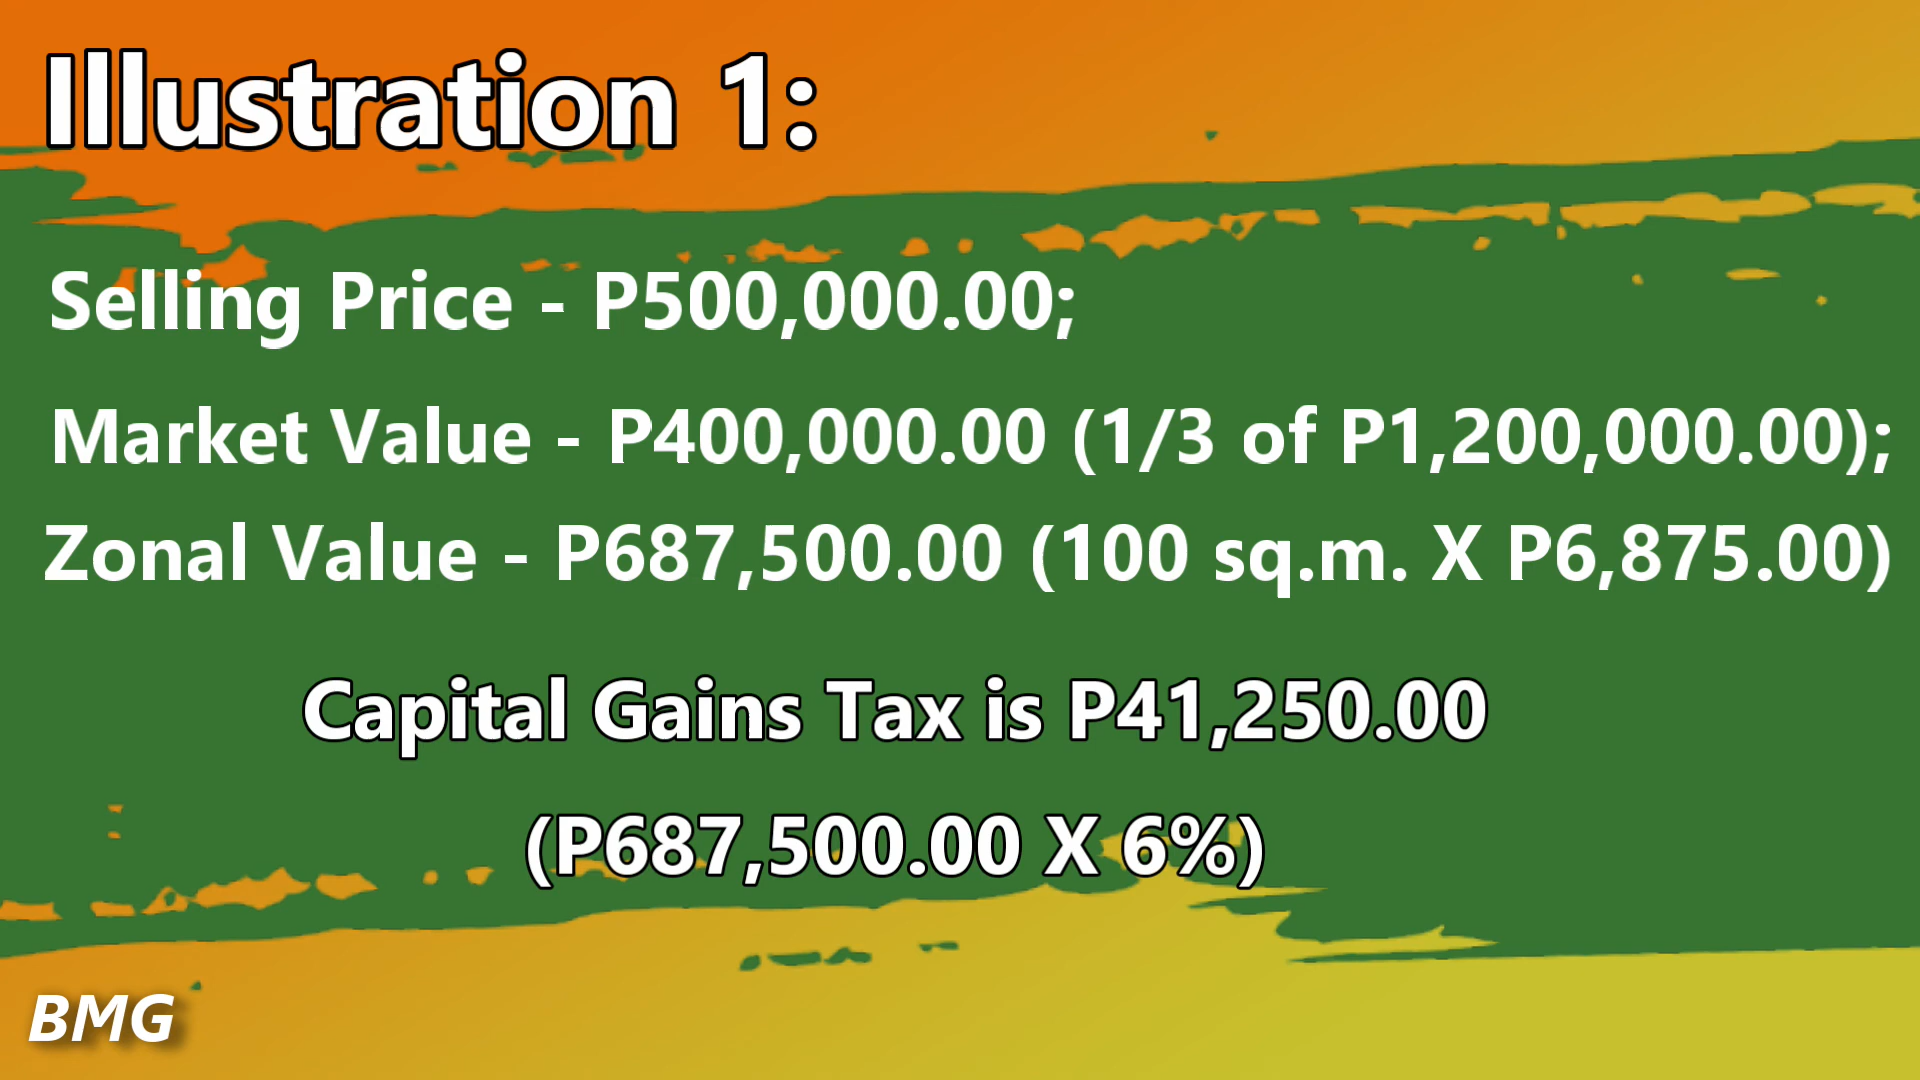 Illustration 1:
Selling Price - P500,000.00;
Market Value - P400,000.00 (1/3 of P1,200,000.00);
Zonal Value - P687,500.00 (100 sq.m. X P6,875.00)
Capital Gains Tax is P41,250.00
(P687,500.00 X 6%)
BMG